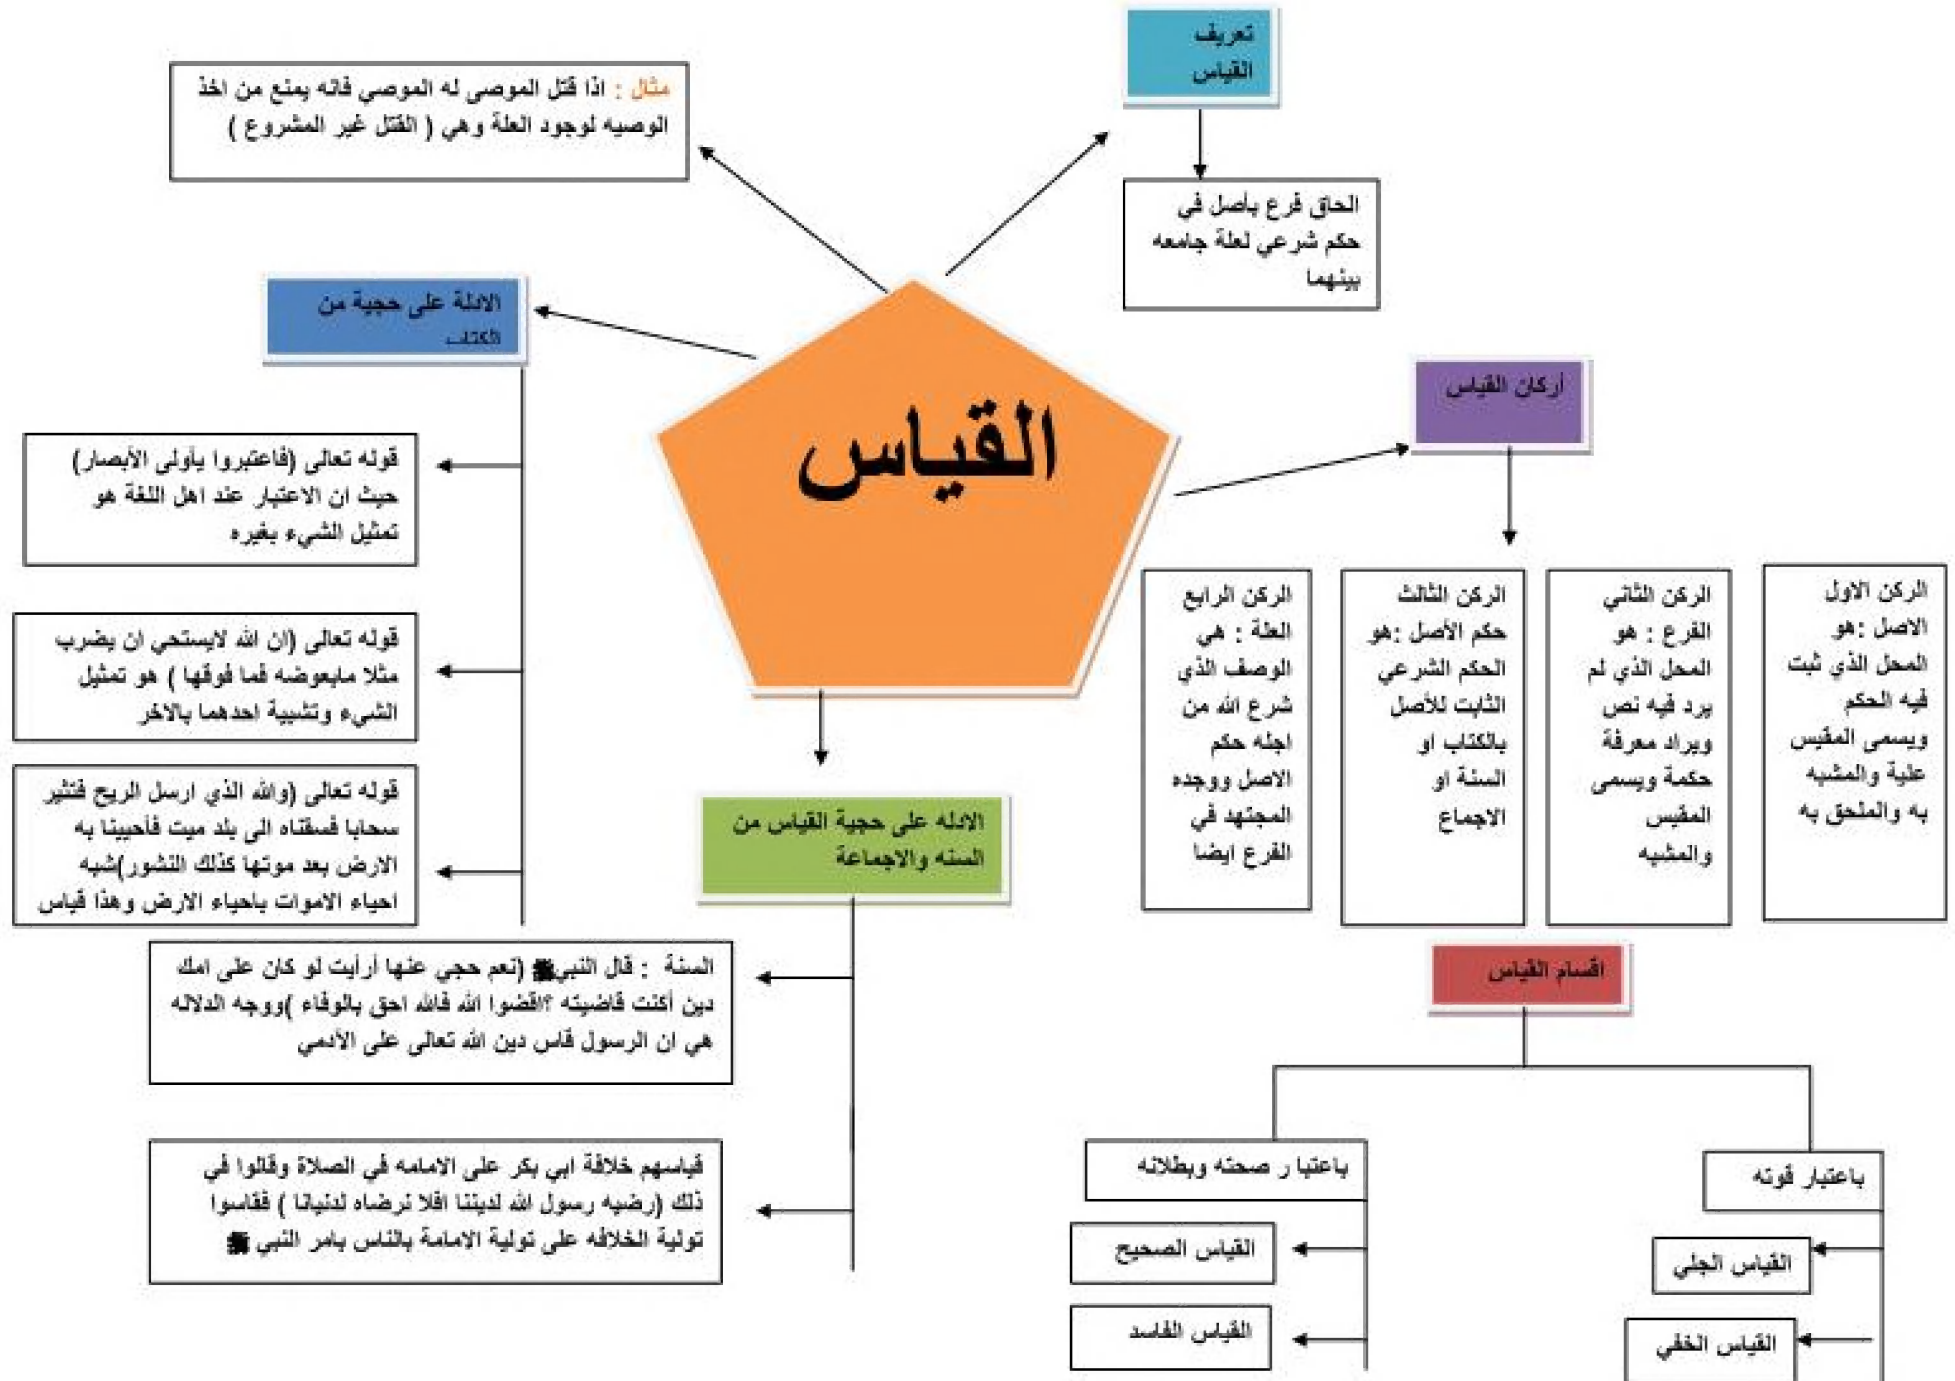 القياس
تعريف
القياس
الحاق فرع بأصل في
حكم شرعي لعلة جامعه
بينهما
مثال : اذا قتل الموصى له الموصي فانه يمنع من اخذ
الوصيه لوجود العلة وهي ( القتل غير المشروع )
أركان القياس
الركن الاول
الاصل :هو
المحل الذي ثبت
فيه الحكم
ويسمى المقيس
علية والمشبه
به والملحق به
الركن الثاني
الفرع : هو
المحل الذي لم
يرد فيه نص
ويراد معرفة
حكمة ويسمى
المقيس
والمشبه
الركن الثالث
حكم الأصل :هو
الحكم الشرعي
الثابت للأصل
بالكتاب او
السنة او
الاجماع
الركن الرابع
العلة : هي
الوصف الذي
شرع الله من
اجله حكم
الاصل ووجده
المجتهد في
الفرع ايضا
الادلة على حجية من
الكتاب
قوله تعالى (فاعتبروا يأولى الأبصار)
حيث ان الاعتبار عند اهل اللغة هو
تمثيل الشيء بغيره
قوله تعالى (ان الله لايستحي ان يضرب
مثلا مابعوضه فما فوقها ) هو تمثيل
الشيء وتشبية احدهما بالاخر
قوله تعالى (والله الذي ارسل الريح فتثير
سحابا فسقناه الى بلد ميت فأحيينا به
الارض بعد موتها كذلك النشور)شبه
احياء الاموات باحياء الارض وهذا قياس
الادله على حجية القياس من
السنه والاجماعة
السنة : قال النبي ﷺ (نعم حجي عنها أرأيت لو كان على امك
دين أكنت قاضيته ؟اقضوا الله فالله احق بالوفاء )ووجه الدلاله
هي ان الرسول قاس دين الله تعالى على الأدمي
قياسهم خلافة ابي بكر على الامامه في الصلاة وقالوا في
ذلك (رضيه رسول الله لديننا افلا نرضاه لدنيانا ) فقاسوا
تولية الخلافه على تولية الامامة بالناس بامر النبي ﷺ
اقسام القياس
باعتبار قوته
القياس الجلي
القياس الخفي
باعتبا ر صحته وبطلانه
القياس الصحيح
القياس الفاسد